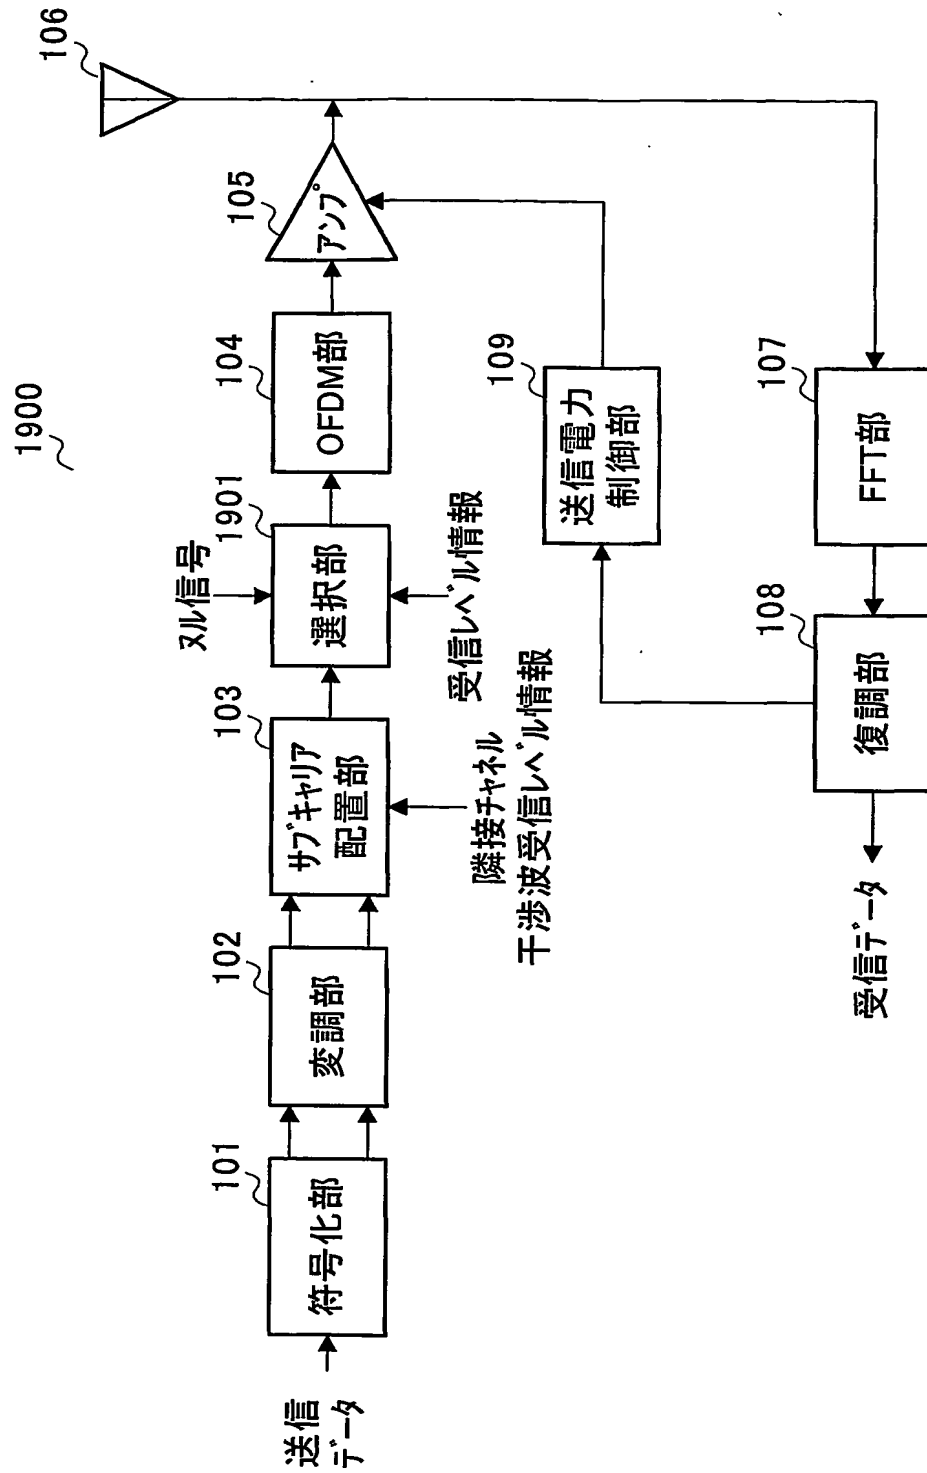 1900
106
送信
データ
101
符号化部
102
変調部
103
サブキャリア
配置部
隣接チャネル
干渉波受信レベル情報
ヌル信号
1901
選択部
受信レベル情報
104
OFDM部
105
アンプ
109
送信電力
制御部
107
FFT部
108
復調部
受信データ